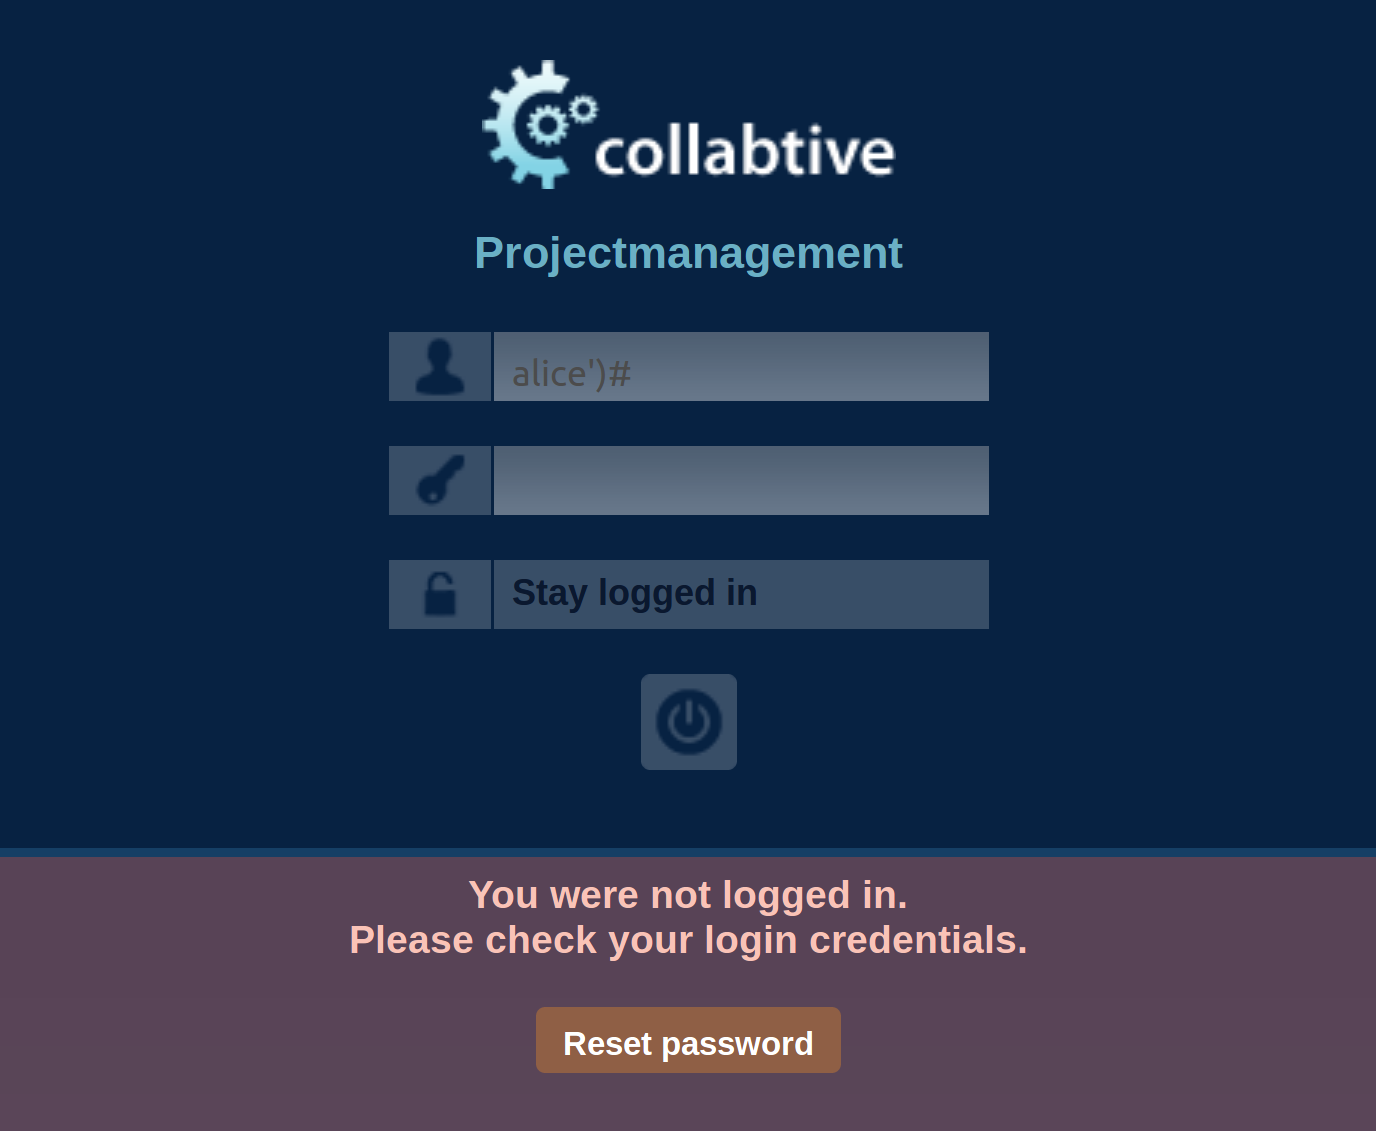 collabtive
Projectmanagement
alice')#
Stay logged in
You were not logged in.
Please check your login credentials.
Reset password